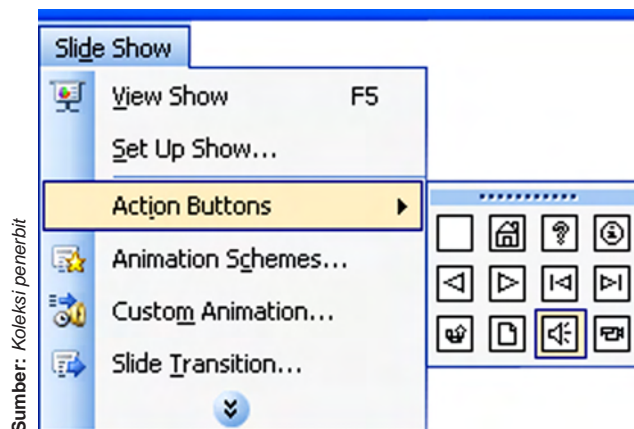 Slide Show
View Show F5
Set Up Show...
Action Buttons
Animation Schemes...
Custom Animation...
Slide Transition...
Sumber: Koleksi penerbit